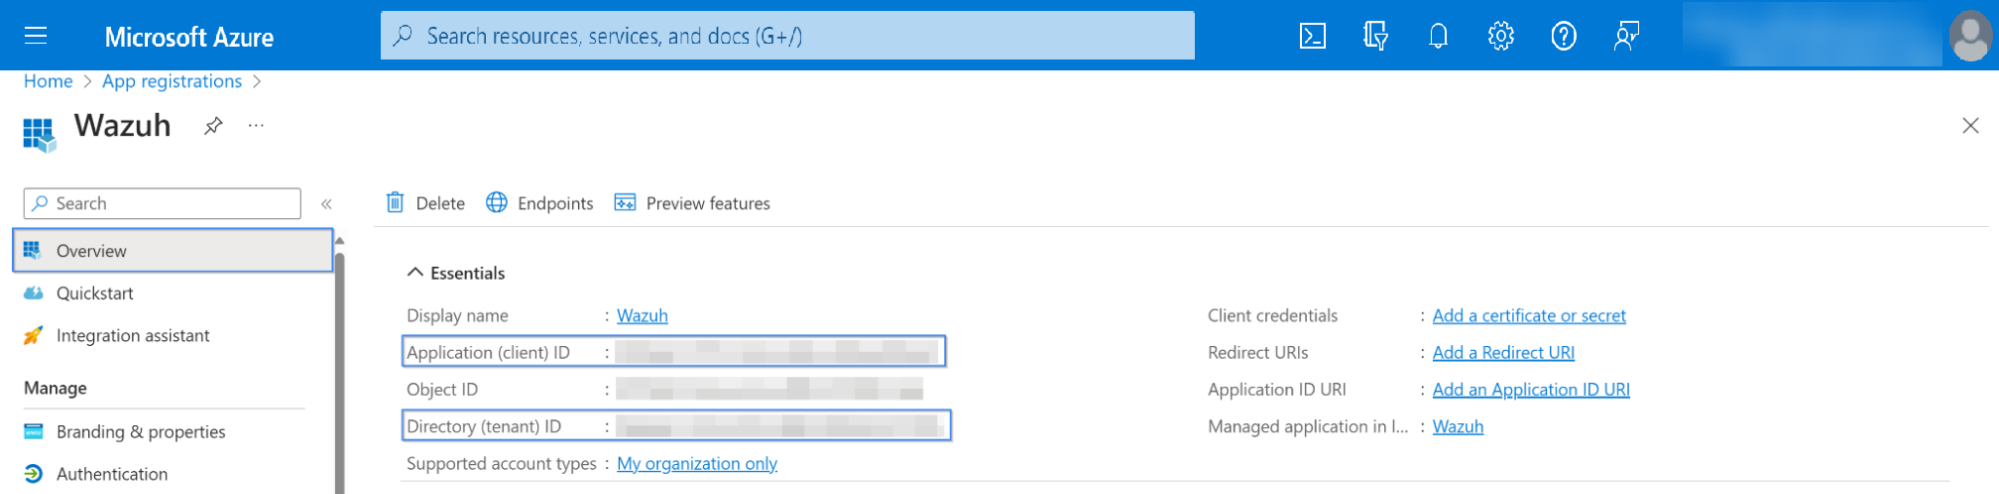 Microsoft Azure
Search resources, services, and docs (G+/)
Home > App registrations >
Wazuh
Search
Overview
Quickstart
Integration assistant
Manage
Branding & properties
Authentication
Delete Endpoints Preview features
Essentials
Display name : Wazuh
Application (client) ID :
Object ID :
Directory (tenant) ID :
Supported account types : My organization only
Client credentials : Add a certificate or secret
Redirect URIs : Add a Redirect URI
Application ID URI : Add an Application ID URI
Managed application in l... : Wazuh